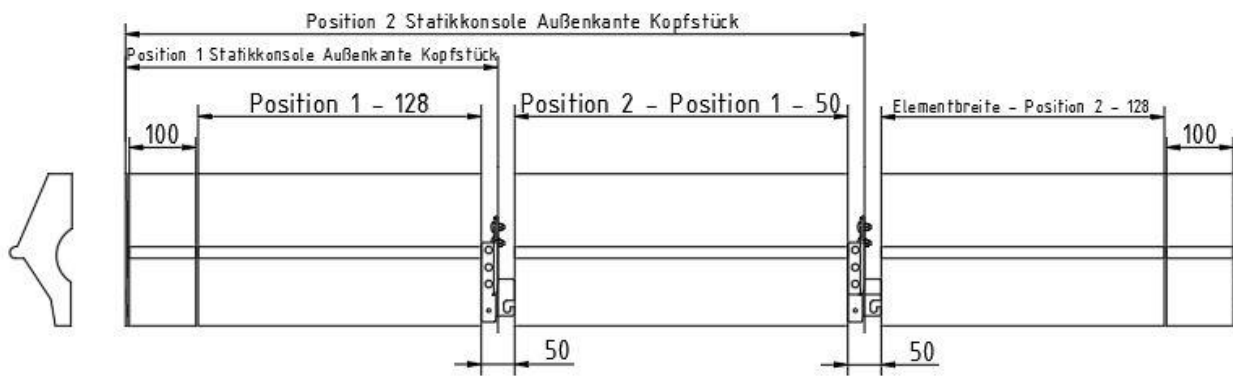 Position 2 Statikkonsole Außenkante Kopfstück
Position 1 Statikkonsole Außenkante Kopfstück
Position 1 - 128
Position 2 - Position 1 - 50
Elementbreite - Position 2 - 128
100
100
50
50